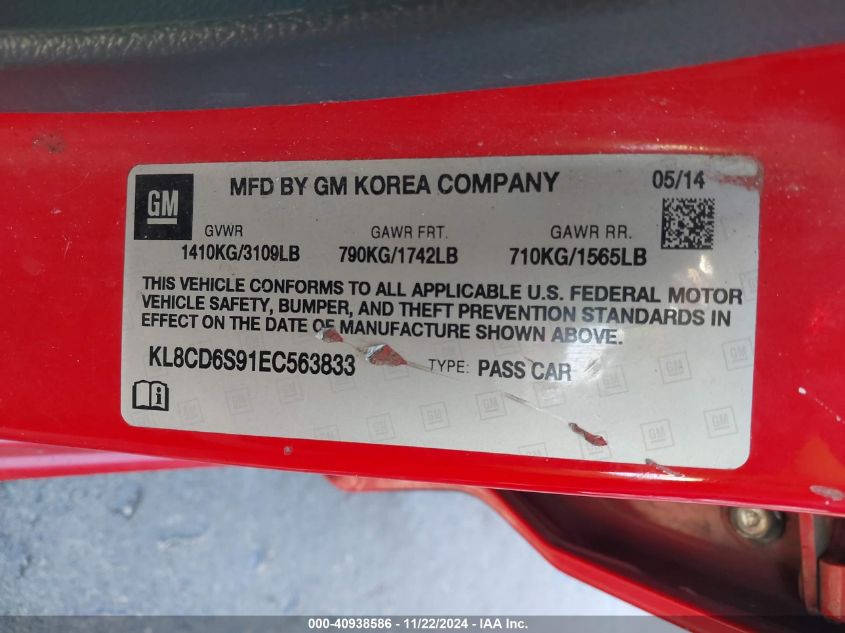 GM
MFD BY GM KOREA COMPANY
05/14
GVWR
GAWR FRT.
GAWR RR.
1410KG/3109LB
790KG/1742LB
710KG/1565LB
THIS VEHICLE CONFORMS TO ALL APPLICABLE U.S. FEDERAL MOTOR
VEHICLE SAFETY, BUMPER, AND THEFT PREVENTION STANDARDS IN
EFFECT ON THE DATE OF MANUFACTURE SHOWN ABOVE.
KL8CD6S91EC563833
TYPE: PASS CAR
000-40938586 - 11/22/2024 - IAA Inc.